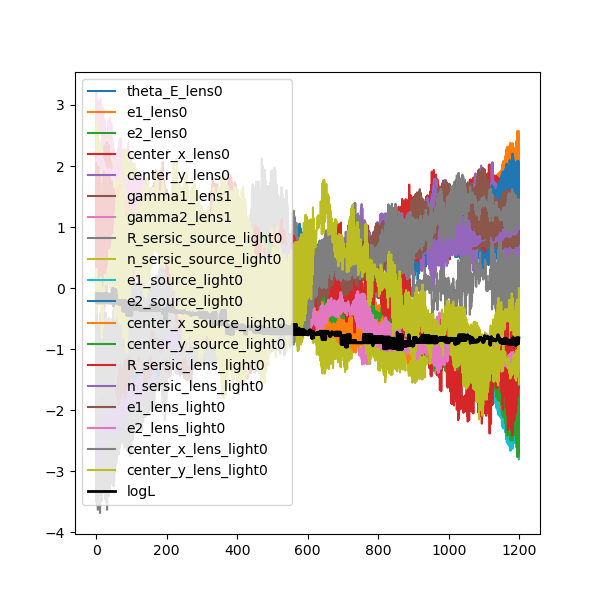 3
2
1
0
−1
−2
−3
−4
theta_E_lens0
e1_lens0
e2_lens0
center_x_lens0
center_y_lens0
gamma1_lens1
gamma2_lens1
R_sersic_source_light0
n_sersic_source_light0
e1_source_light0
e2_source_light0
center_x_source_light0
center_y_source_light0
R_sersic_lens_light0
n_sersic_lens_light0
e1_lens_light0
e2_lens_light0
center_x_lens_light0
center_y_lens_light0
logL
0 200 400 600 800 1000 1200